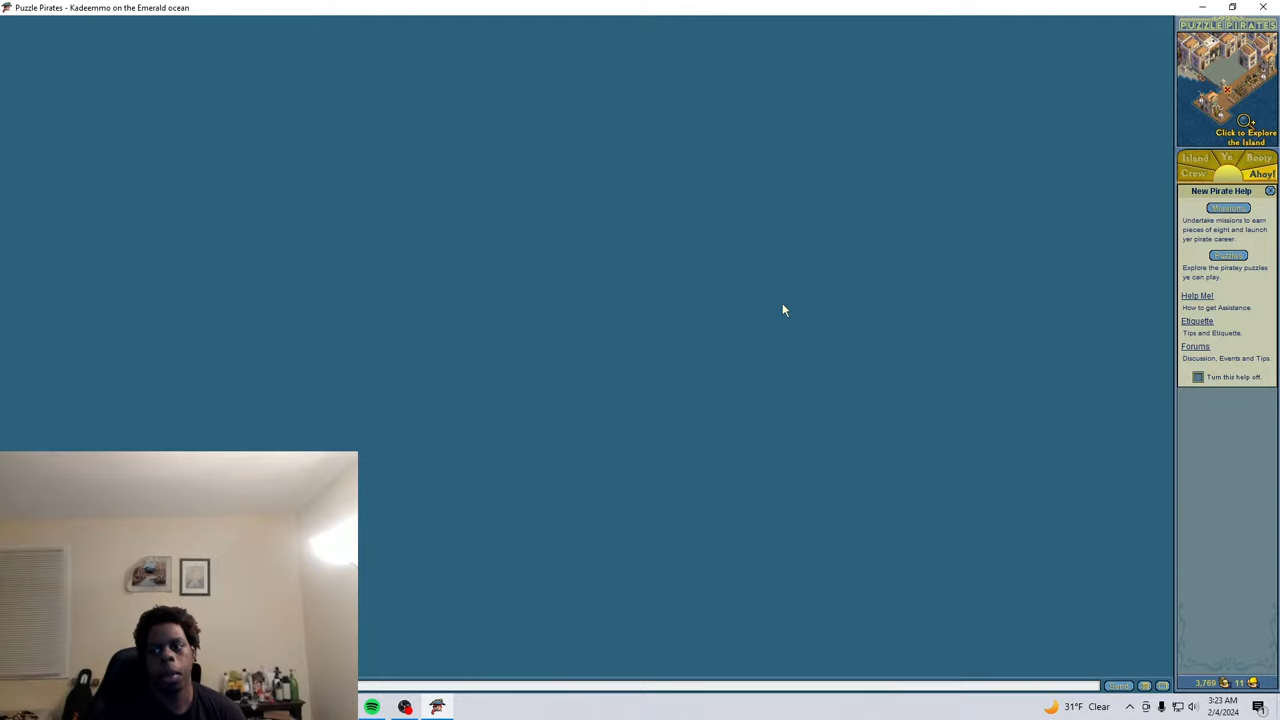 Puzzle Pirates - Kadeemmo on the Emerald ocean
PUZZLE PIRATES
Click to Explore
the Island
Island
Ye
Booty
Crew
Ahoy!
New Pirate Help
Missions
Undertake missions to earn
pieces of eight and launch
yer pirate career.
Puzzles
Explore the piratey puzzles
ye can play.
Help Me!
How to get Assistance.
Etiquette
Tips and Etiquette.
Forums
Discussion, Events and Tips.
Turn this help off.
3,769
11
Send
31°F Clear
3:23 AM
2/4/2024
1